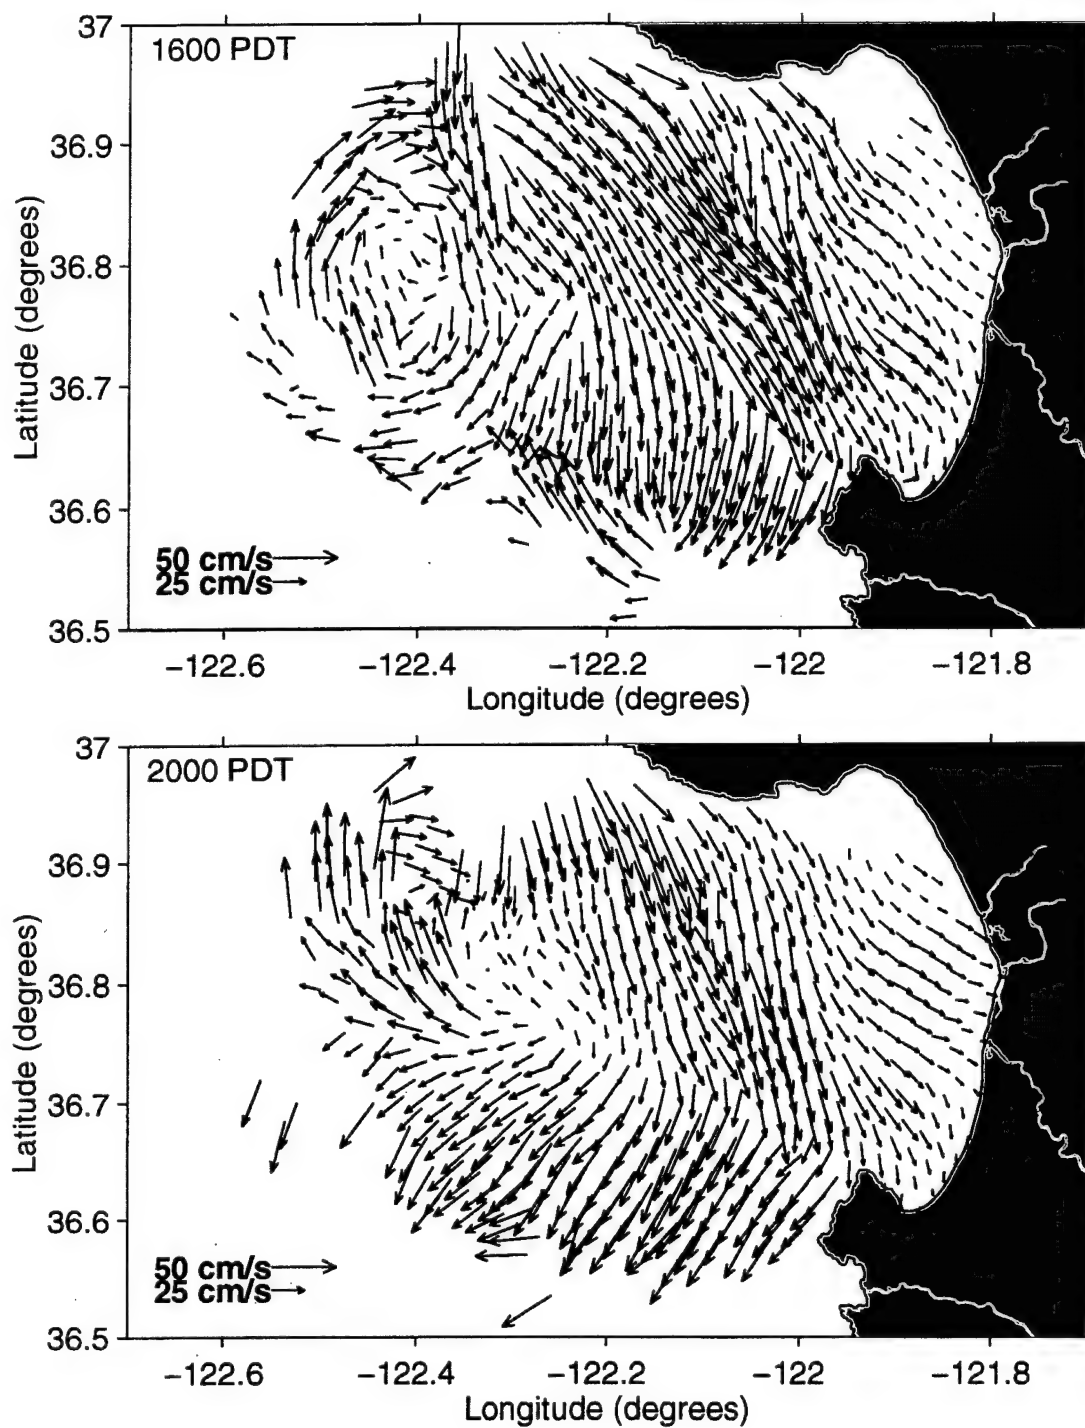 37
1600 PDT
36.9
36.8
36.7
36.6
36.5
50 cm/s
25 cm/s
Latitude (degrees)
−122.6 −122.4 −122.2 −122 −121.8
Longitude (degrees)
37
2000 PDT
36.9
36.8
36.7
36.6
36.5
50 cm/s
25 cm/s
Latitude (degrees)
−122.6 −122.4 −122.2 −122 −121.8
Longitude (degrees)